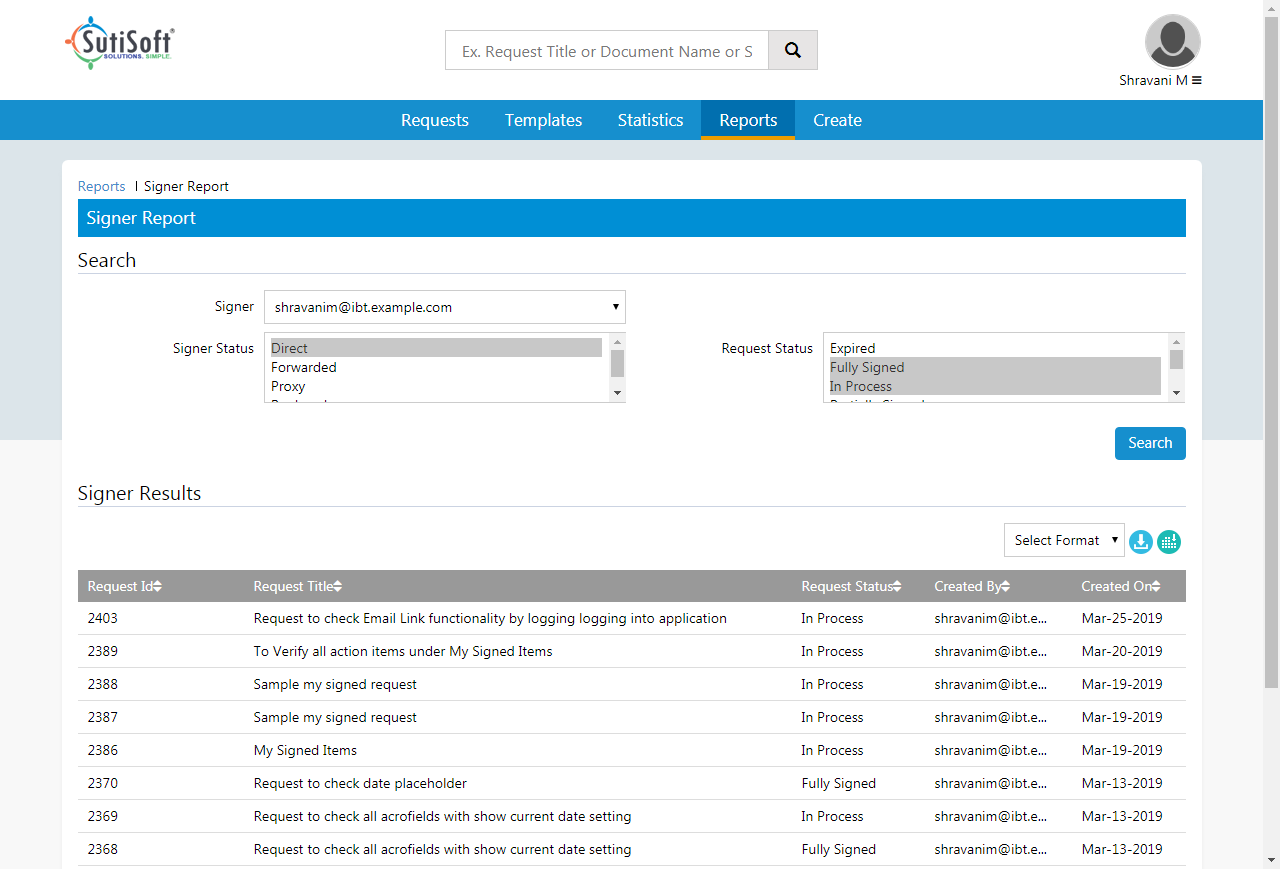 SutiSoft®
SOLUTIONS. SIMPLE.
Ex. Request Title or Document Name or S
Shravani M
Requests Templates Statistics Reports Create
Reports | Signer Report
Signer Report
Search
Signer shravanim@ibt.example.com
Signer Status Direct Forwarded Proxy
Request Status Expired Fully Signed In Process
Search
Signer Results
Select Format
Request Id Request Title Request Status Created By Created On
2403 Request to check Email Link functionality by logging logging into application In Process shravanim@ibt.e... Mar-25-2019
2389 To Verify all action items under My Signed Items In Process shravanim@ibt.e... Mar-20-2019
2388 Sample my signed request In Process shravanim@ibt.e... Mar-19-2019
2387 Sample my signed request In Process shravanim@ibt.e... Mar-19-2019
2386 My Signed Items In Process shravanim@ibt.e... Mar-19-2019
2370 Request to check date placeholder Fully Signed shravanim@ibt.e... Mar-13-2019
2369 Request to check all acrofields with show current date setting In Process shravanim@ibt.e... Mar-13-2019
2368 Request to check all acrofields with show current date setting Fully Signed shravanim@ibt.e... Mar-13-2019